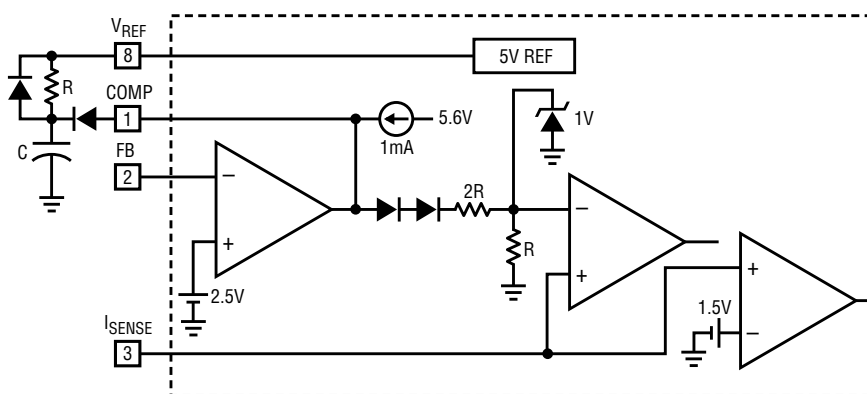 VREF
8
5V REF
R
COMP
1
5.6V
1mA
1V
C
FB
2
−
+
2R
R
2.5V
−
+
+
−
1.5V
ISENSE
3